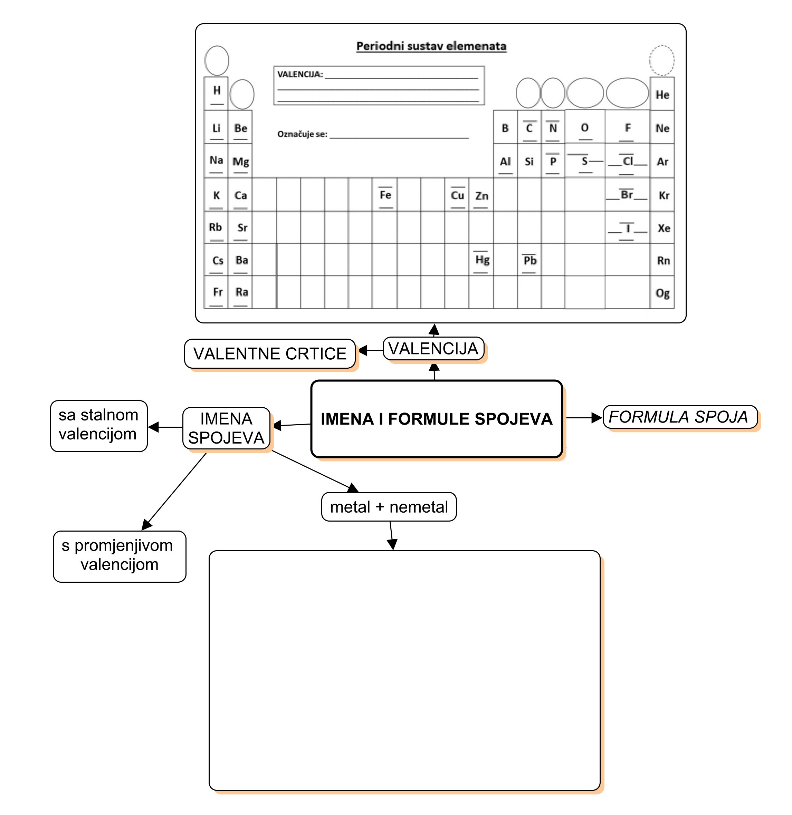 Periodni sustav elemenata
VALENCIJA:
H He
Označuje se:
Li Be B C N O F Ne
Na Mg Al Si P S Cl Ar
K Ca Fe Cu Zn Br Kr
Rb Sr I Xe
Cs Ba Hg Pb Rn
Fr Ra Og
VALENTNE CRTICE
VALENCIJA
IMENA I FORMULE SPOJEVA
FORMULA SPOJA
IMENA
SPOJEVA
sa stalnom
valencijom
metal + nemetal
s promjenjivom
valencijom